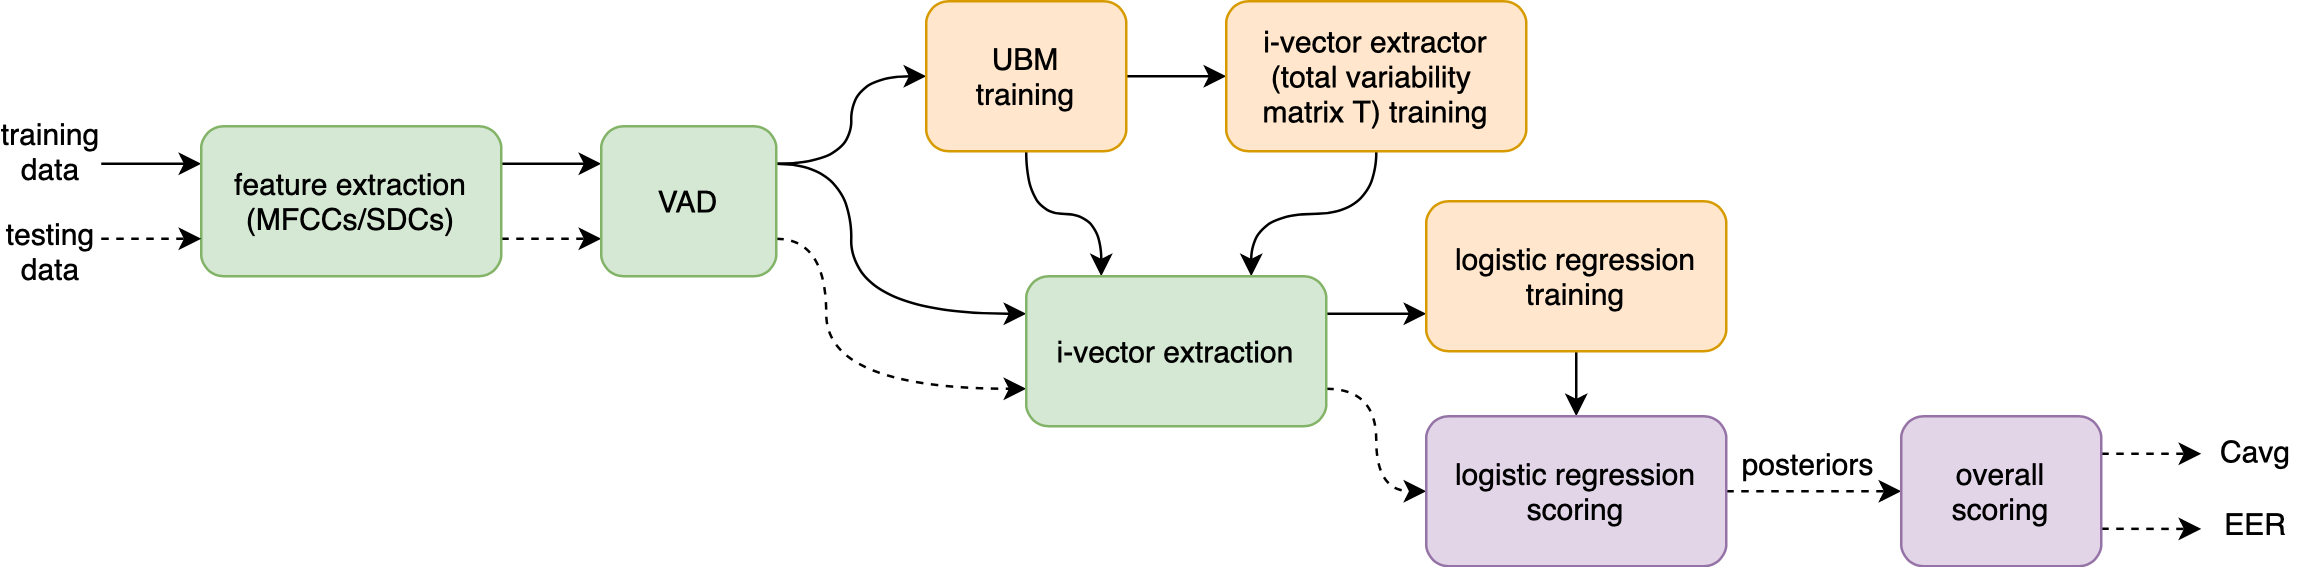 training
data
testing
data
feature extraction
(MFCCs/SDCs)
VAD
UBM
training
i-vector extractor
(total variability
matrix T) training
i-vector extraction
logistic regression
training
logistic regression
scoring
posteriors
overall
scoring
Cavg
EER